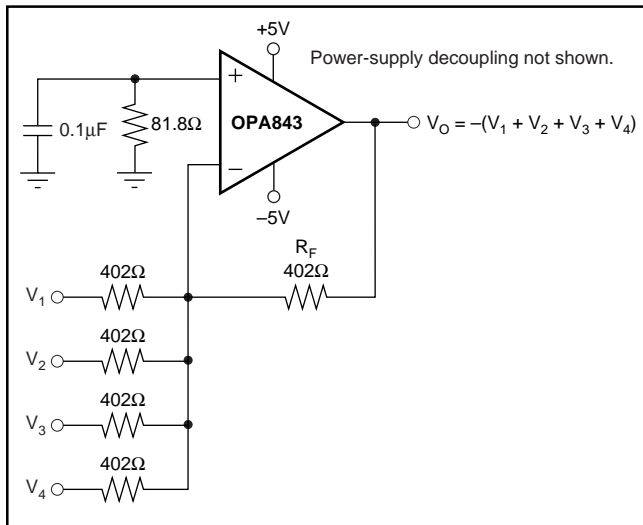 +5V
Power-supply decoupling not shown.
+
0.1µF
81.8Ω
OPA843
V_O = –(V_1 + V_2 + V_3 + V_4)
–
–5V
R_F
402Ω
402Ω
V_1
402Ω
V_2
402Ω
V_3
402Ω
V_4